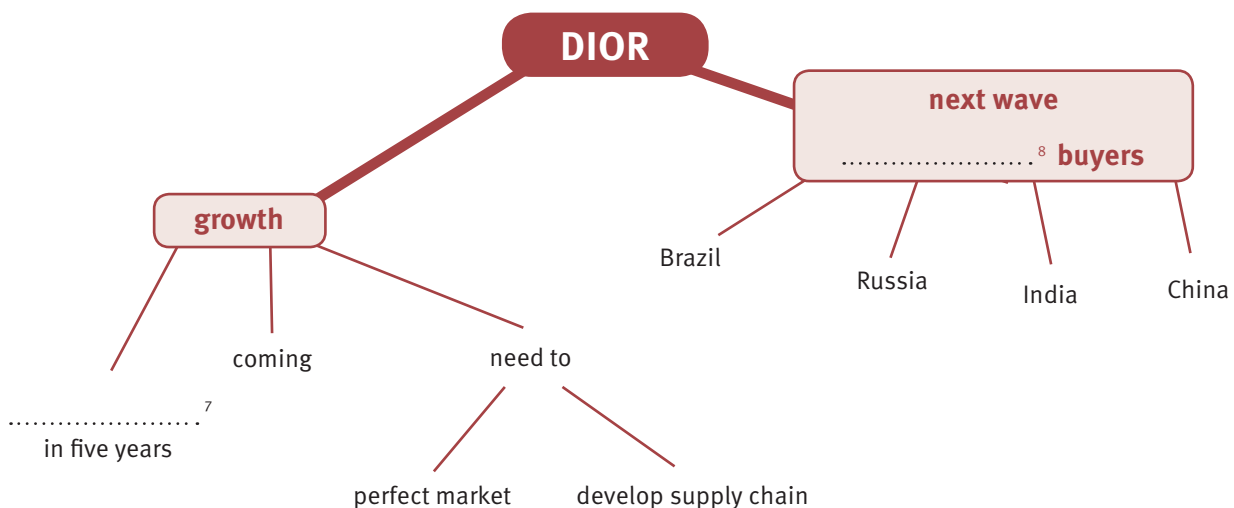 DIOR
next wave
......................⁸ buyers
growth
Brazil
Russia
India
China
coming
need to
......................⁷
in five years
perfect market
develop supply chain